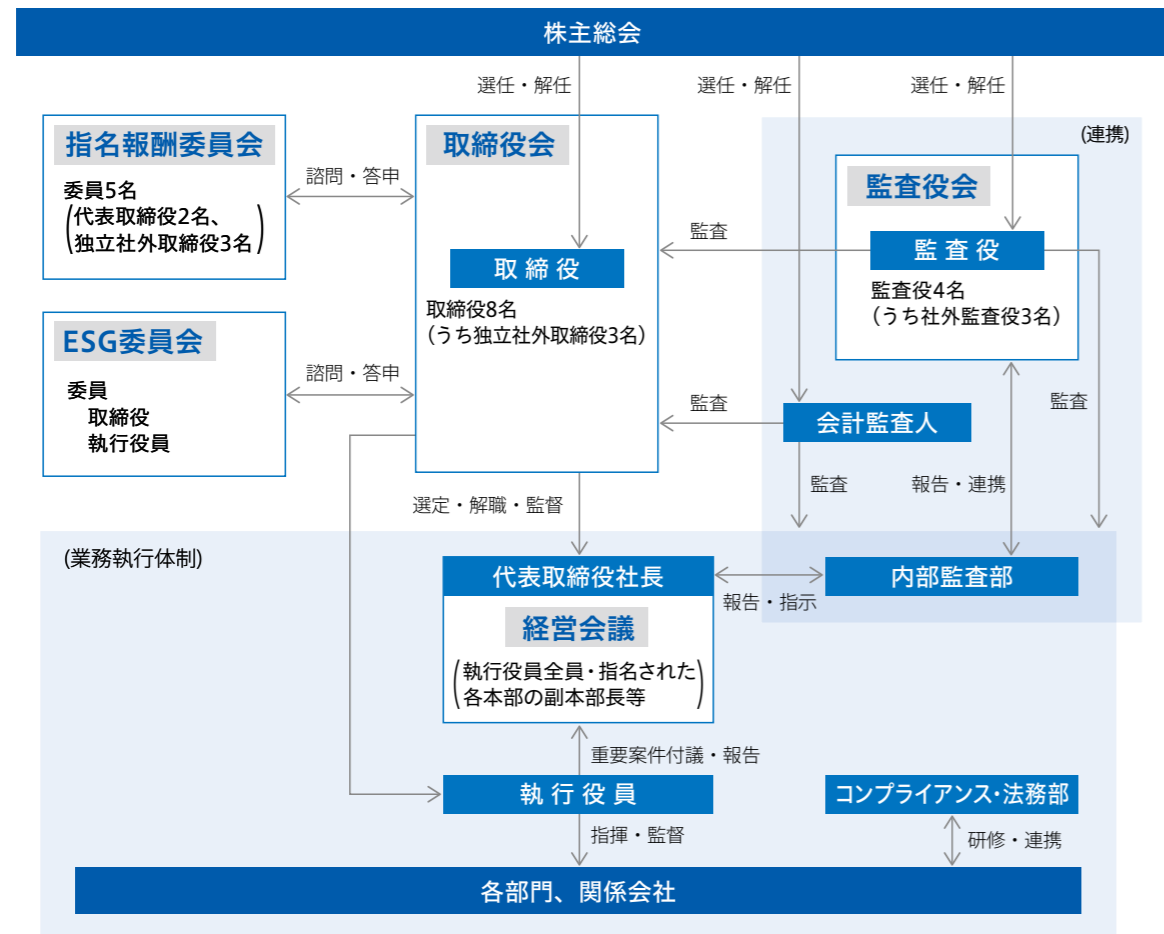 株主総会
選任・解任
選任・解任
選任・解任
指名報酬委員会
委員5名
(代表取締役2名、
独立社外取締役3名)
諮問・答申
取締役会
取締役
取締役8名
(うち独立社外取締役3名)
(連携)
監査役会
監査
監査役
監査役4名
(うち社外監査役3名)
ESG委員会
委員
取締役
執行役員
諮問・答申
監査
会計監査人
監査
監査
報告・連携
選定・解職・監督
(業務執行体制)
代表取締役社長
経営会議
(執行役員全員・指名された
各本部の副本部長等)
報告・指示
内部監査部
重要案件付議・報告
執行役員
コンプライアンス・法務部
指揮・監督
研修・連携
各部門、関係会社